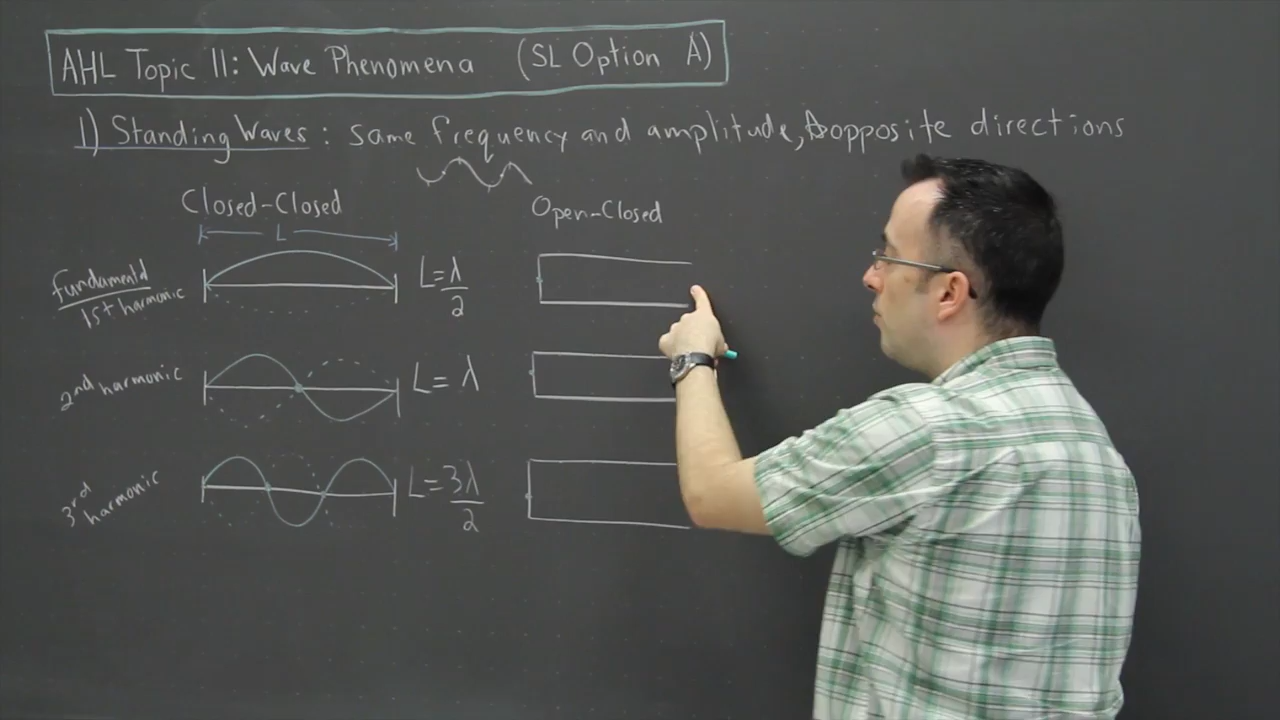 AHL Topic 11: Wave Phenomena (SL Option A)
1) Standing Waves: same frequency and amplitude, opposite directions
Closed-Closed
L
fundamental
1st harmonic
L=λ/2
2nd harmonic
L=λ
3rd harmonic
L=3λ/2
Open-Closed